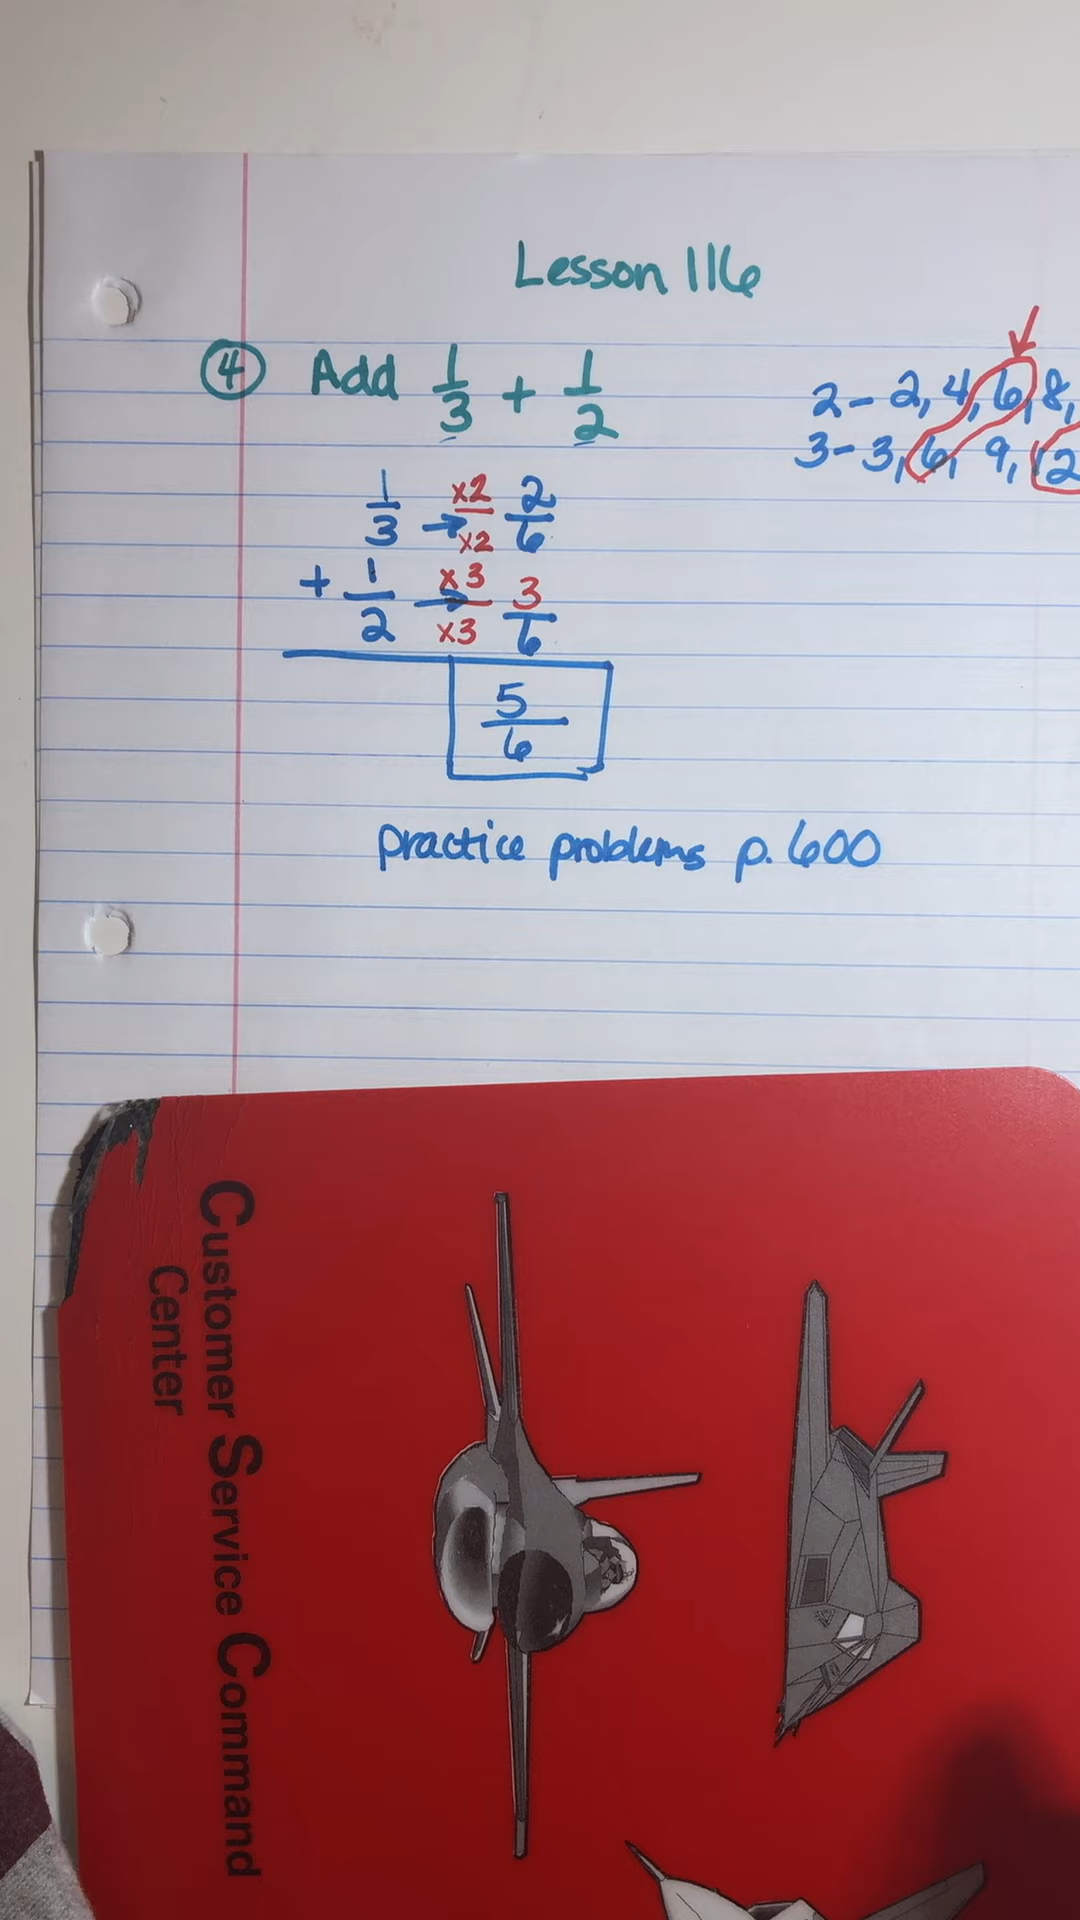 Lesson 116
④ Add 1/3 + 1/2
2 - 2, 4, 6, 8,
3 - 3, 6, 9, 12
1/3 → ×2/×2 2/6
+ 1/2 → ×3/×3 3/6
5/6
practice problems p. 600
Customer Service Command
Center